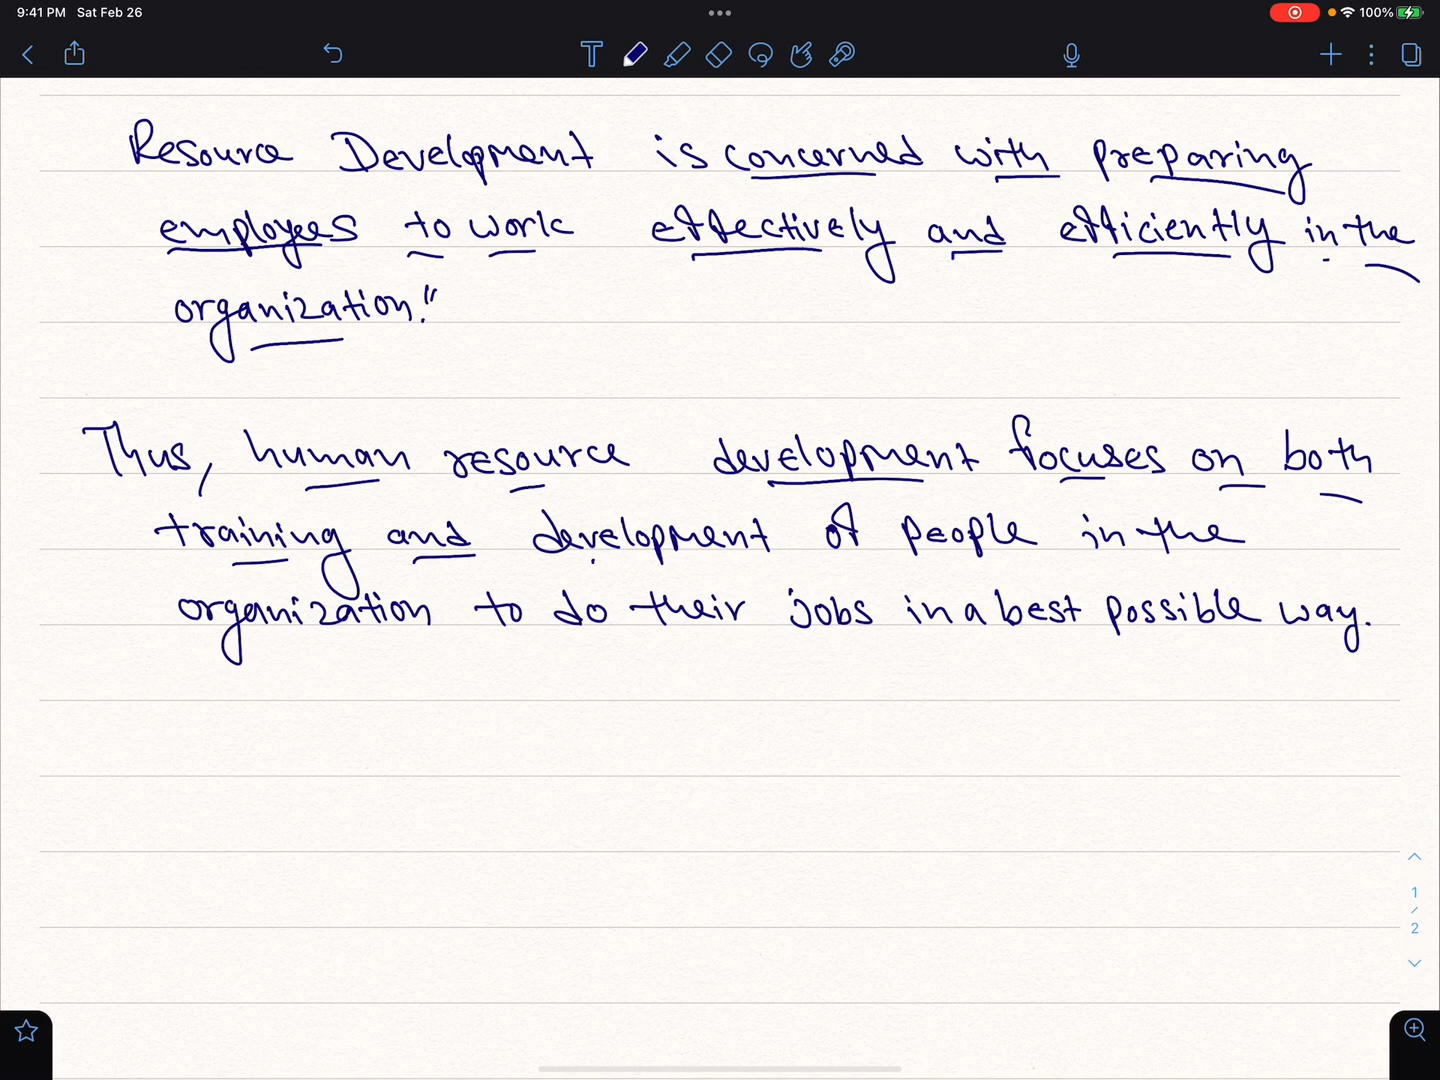 9:41 PM Sat Feb 26 100%
Resource Development is concerned with preparing
employees to work effectively and efficiently in the
organization."
Thus, human resource development focuses on both
training and development of people in the
organization to do their jobs in a best possible way.
1
/
2